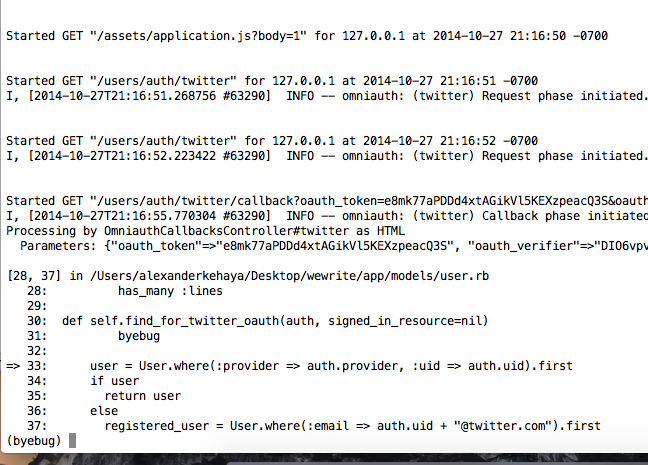 Started GET "/assets/application.js?body=1" for 127.0.0.1 at 2014-10-27 21:16:50 -0700
Started GET "/users/auth/twitter" for 127.0.0.1 at 2014-10-27 21:16:51 -0700
I, [2014-10-27T21:16:51.268756 #63290]  INFO -- omniauth: (twitter) Request phase initiated.
Started GET "/users/auth/twitter" for 127.0.0.1 at 2014-10-27 21:16:52 -0700
I, [2014-10-27T21:16:52.223422 #63290]  INFO -- omniauth: (twitter) Request phase initiated.
Started GET "/users/auth/twitter/callback?oauth_token=e8mk77aPDDd4xtAGikVl5KEXzpeacQ3S&oauth
I, [2014-10-27T21:16:55.770304 #63290]  INFO -- omniauth: (twitter) Callback phase initiated
Processing by OmniauthCallbacksController#twitter as HTML
  Parameters: {"oauth_token"=>"e8mk77aPDDd4xtAGikVl5KEXzpeacQ3S", "oauth_verifier"=>"DIO6vpv
[28, 37] in /Users/alexanderkehaya/Desktop/wewrite/app/models/user.rb
   28:          has_many :lines
   29:
   30:  def self.find_for_twitter_oauth(auth, signed_in_resource=nil)
   31:          byebug
   32:
=> 33:      user = User.where(:provider => auth.provider, :uid => auth.uid).first
   34:      if user
   35:        return user
   36:      else
   37:        registered_user = User.where(:email => auth.uid + "@twitter.com").first
(byebug)